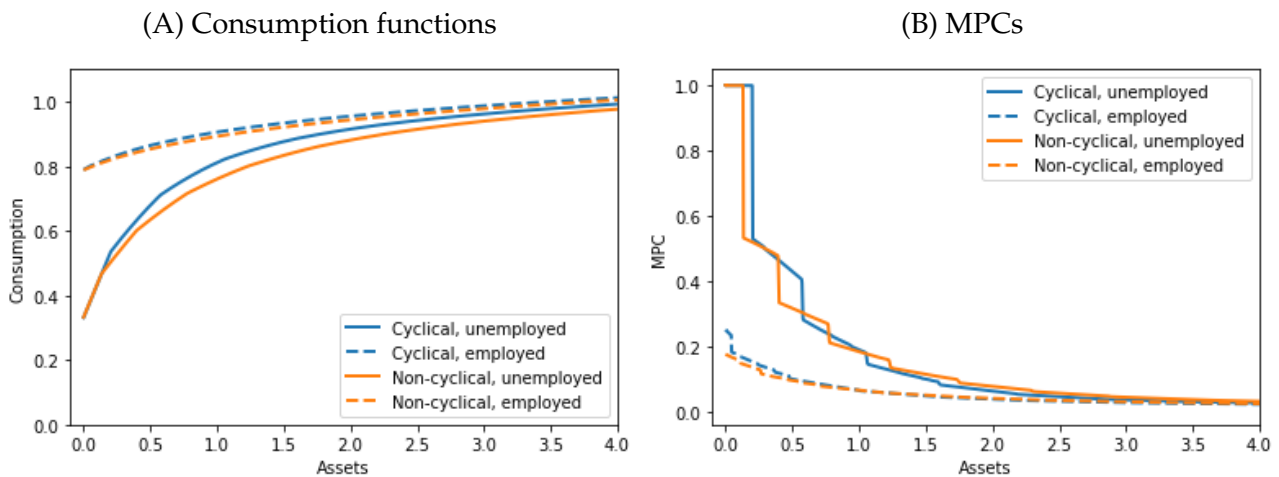 (A) Consumption functions
1.0
0.8
0.6
0.4
0.2
0.0
Consumption
0.0 0.5 1.0 1.5 2.0 2.5 3.0 3.5 4.0
Assets
Cyclical, unemployed
Cyclical, employed
Non-cyclical, unemployed
Non-cyclical, employed
(B) MPCs
1.0
0.8
0.6
0.4
0.2
0.0
MPC
0.0 0.5 1.0 1.5 2.0 2.5 3.0 3.5 4.0
Assets
Cyclical, unemployed
Cyclical, employed
Non-cyclical, unemployed
Non-cyclical, employed